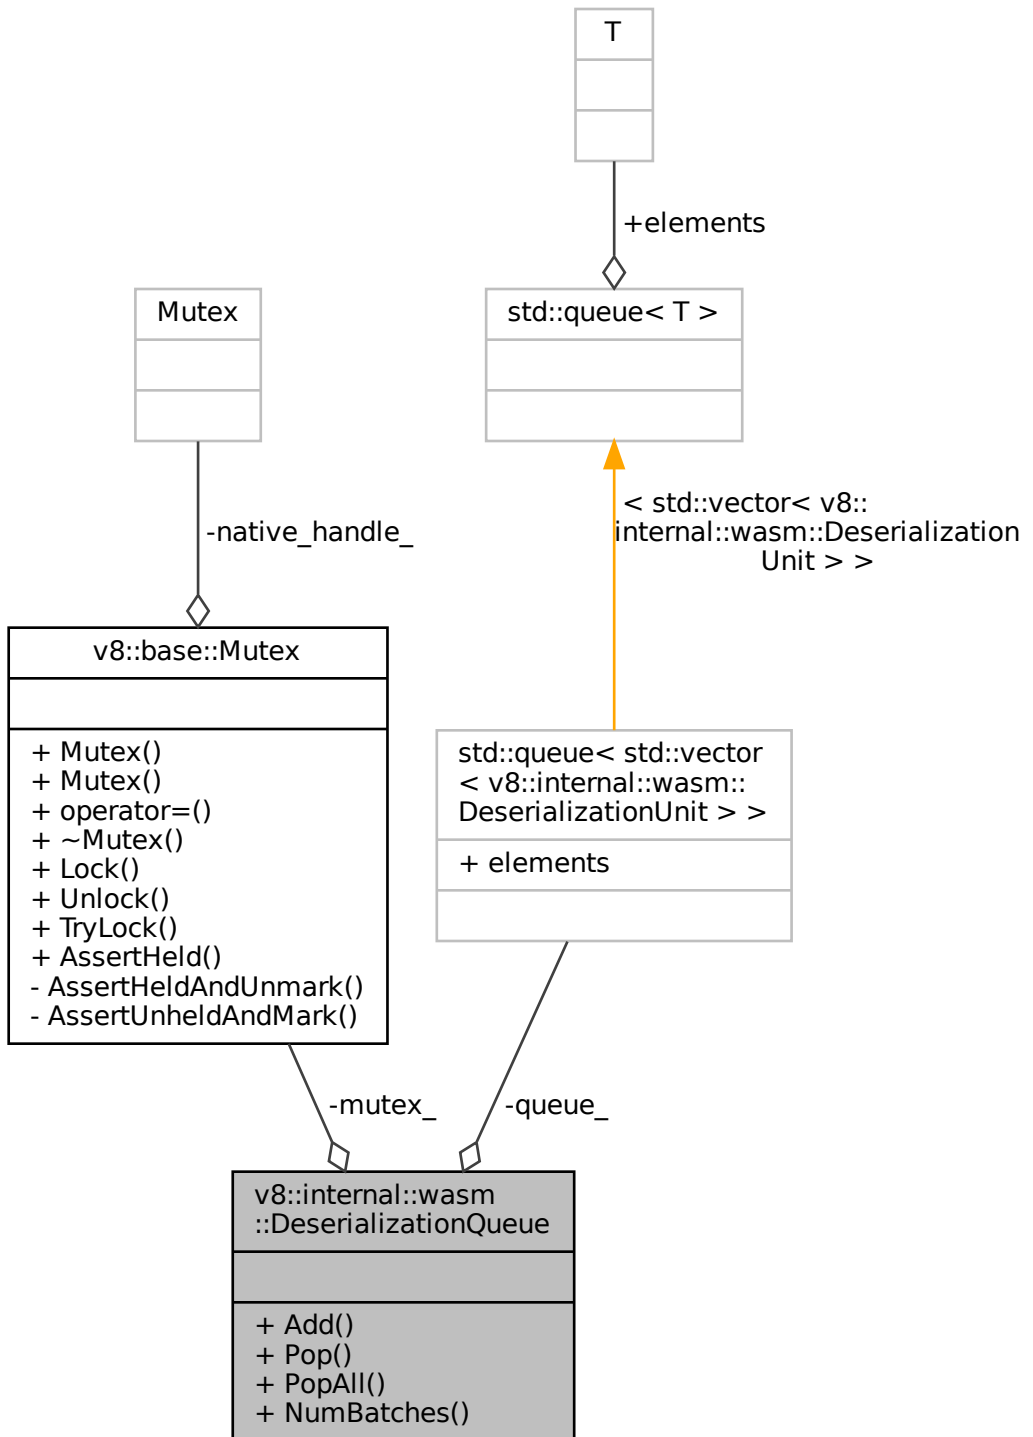 T
+elements
Mutex
std::queue< T >
-native_handle_
< std::vector< v8::
internal::wasm::Deserialization
Unit > >
v8::base::Mutex
+ Mutex()
+ Mutex()
+ operator=()
+ ~Mutex()
+ Lock()
+ Unlock()
+ TryLock()
+ AssertHeld()
- AssertHeldAndUnmark()
- AssertUnheldAndMark()
std::queue< std::vector
< v8::internal::wasm::
DeserializationUnit > >
+ elements
-mutex_
-queue_
v8::internal::wasm
::DeserializationQueue
+ Add()
+ Pop()
+ PopAll()
+ NumBatches()